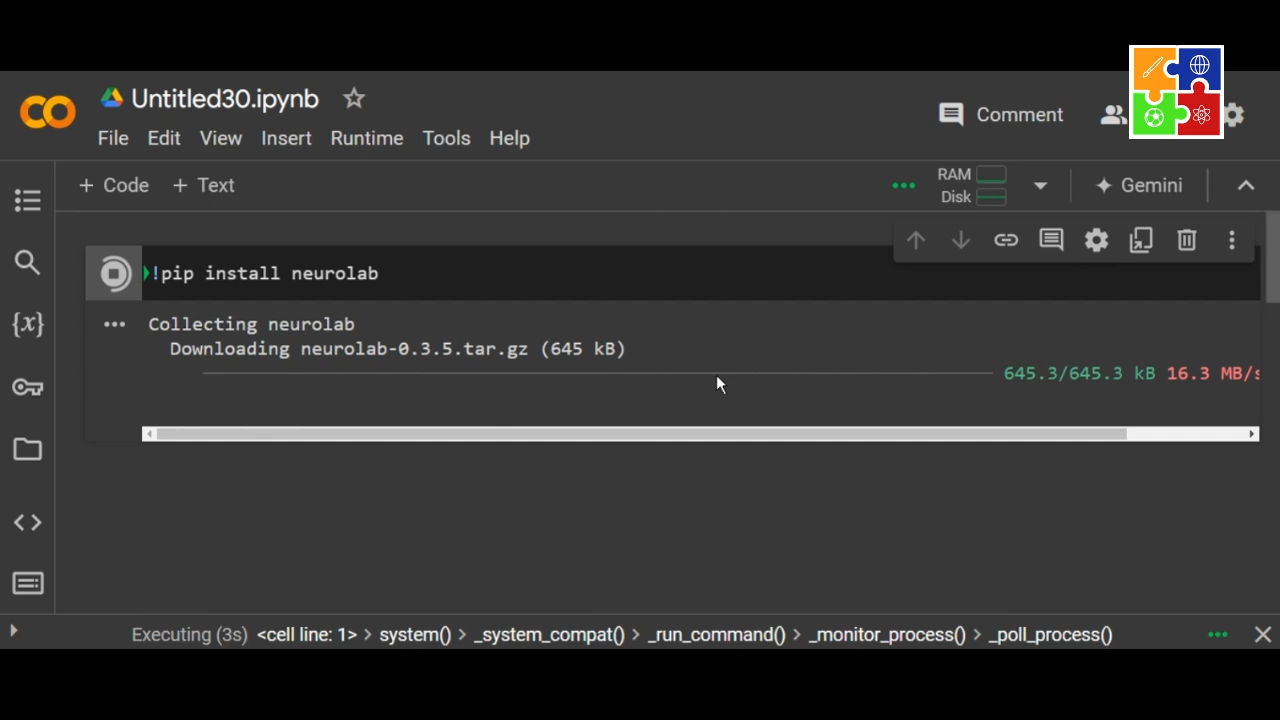 Untitled30.ipynb
File Edit View Insert Runtime Tools Help
Comment
+ Code + Text
RAM
Disk
Gemini
!pip install neurolab
Collecting neurolab
Downloading neurolab-0.3.5.tar.gz (645 kB)
645.3/645.3 kB 16.3 MB/s
{x}
Executing (3s) <cell line: 1> > system() > _system_compat() > _run_command() > _monitor_process() > _poll_process()